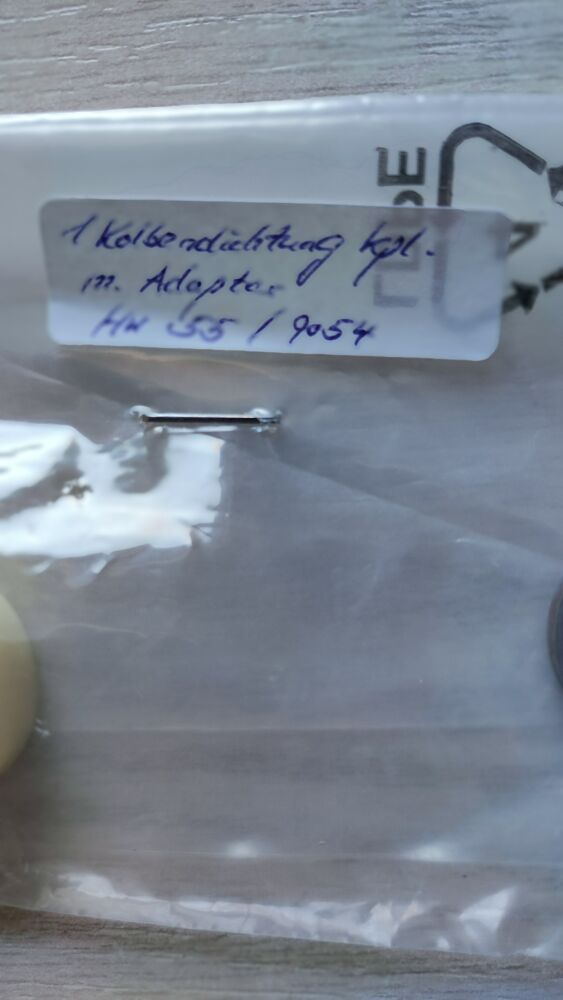 1 Kolbendichtung kpl.
m. Adapter
HW 55 / 9054